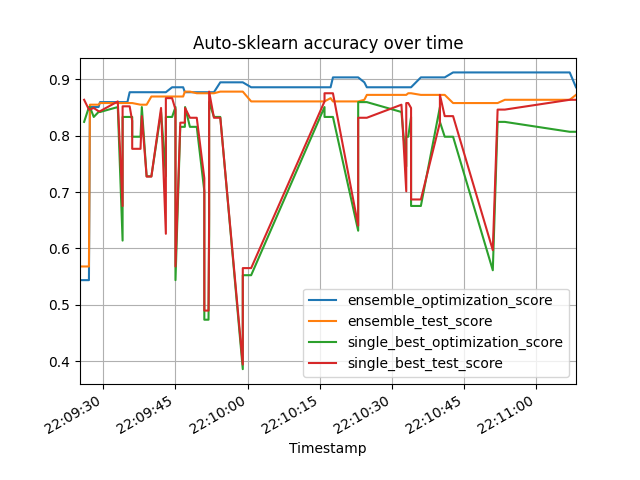 Auto-sklearn accuracy over time
0.9
0.8
0.7
0.6
0.5
0.4
ensemble_optimization_score
ensemble_test_score
single_best_optimization_score
single_best_test_score
22:09:30
22:09:45
22:10:00
22:10:15
22:10:30
22:10:45
22:11:00
Timestamp